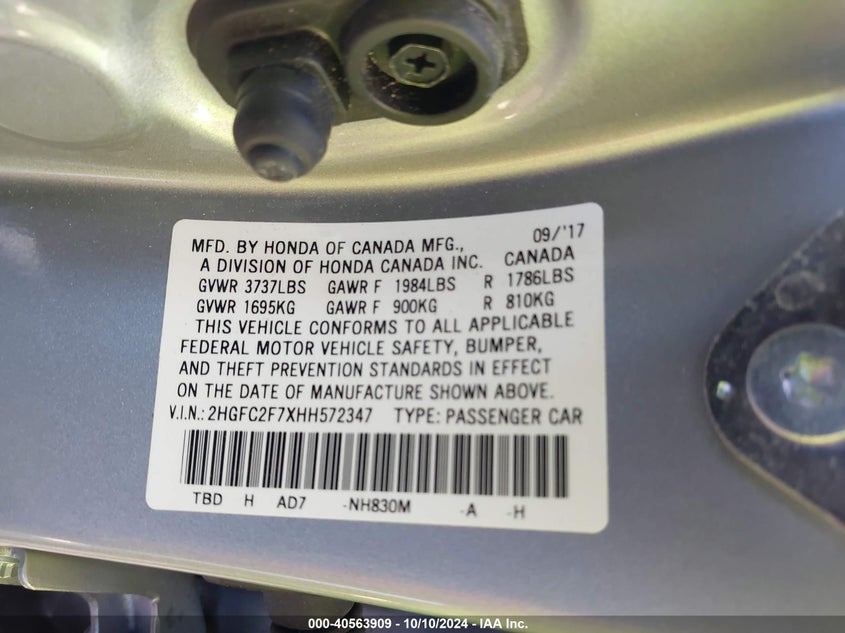 09/'17
MFD. BY HONDA OF CANADA MFG.,
A DIVISION OF HONDA CANADA INC. CANADA
GVWR 3737LBS GAWR F 1984LBS R 1786LBS
GVWR 1695KG GAWR F 900KG R 810KG
THIS VEHICLE CONFORMS TO ALL APPLICABLE
FEDERAL MOTOR VEHICLE SAFETY, BUMPER,
AND THEFT PREVENTION STANDARDS IN EFFECT
ON THE DATE OF MANUFACTURE SHOWN ABOVE.
V.I.N.: 2HGFC2F7XHH572347 TYPE: PASSENGER CAR
TBD H AD7 -NH830M -A -H
000-40563909 - 10/10/2024 - IAA Inc.